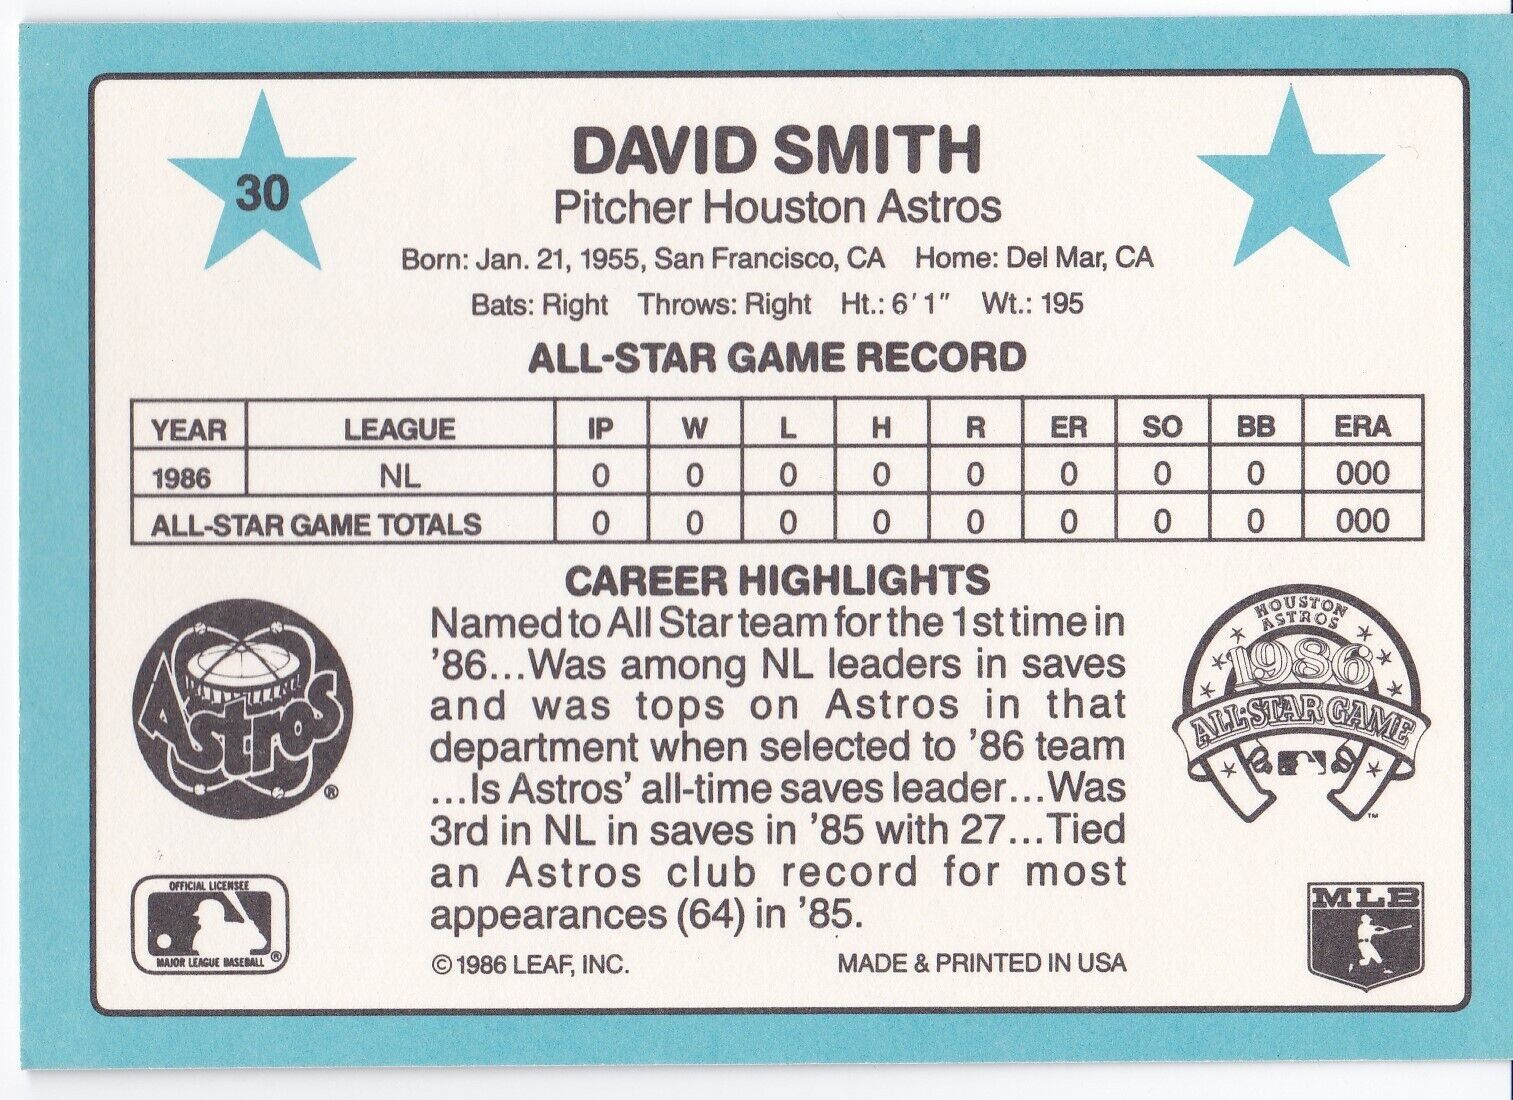 30
DAVID SMITH
Pitcher Houston Astros
Born: Jan. 21, 1955, San Francisco, CA Home: Del Mar, CA
Bats: Right Throws: Right Ht.: 6' 1" Wt.: 195
ALL-STAR GAME RECORD
YEAR LEAGUE IP W L H R ER SO BB ERA
1986 NL 0 0 0 0 0 0 0 0 000
ALL-STAR GAME TOTALS 0 0 0 0 0 0 0 0 000
CAREER HIGHLIGHTS
Named to All Star team for the 1st time in
'86...Was among NL leaders in saves
and was tops on Astros in that
department when selected to '86 team
...Is Astros' all-time saves leader...Was
3rd in NL in saves in '85 with 27...Tied
an Astros club record for most
appearances (64) in '85.
© 1986 LEAF, INC. MADE & PRINTED IN USA
Astros
®
HOUSTON
ASTROS
1986
ALL-STAR GAME
™
OFFICIAL LICENSEE
MAJOR LEAGUE BASEBALL ®
MLB